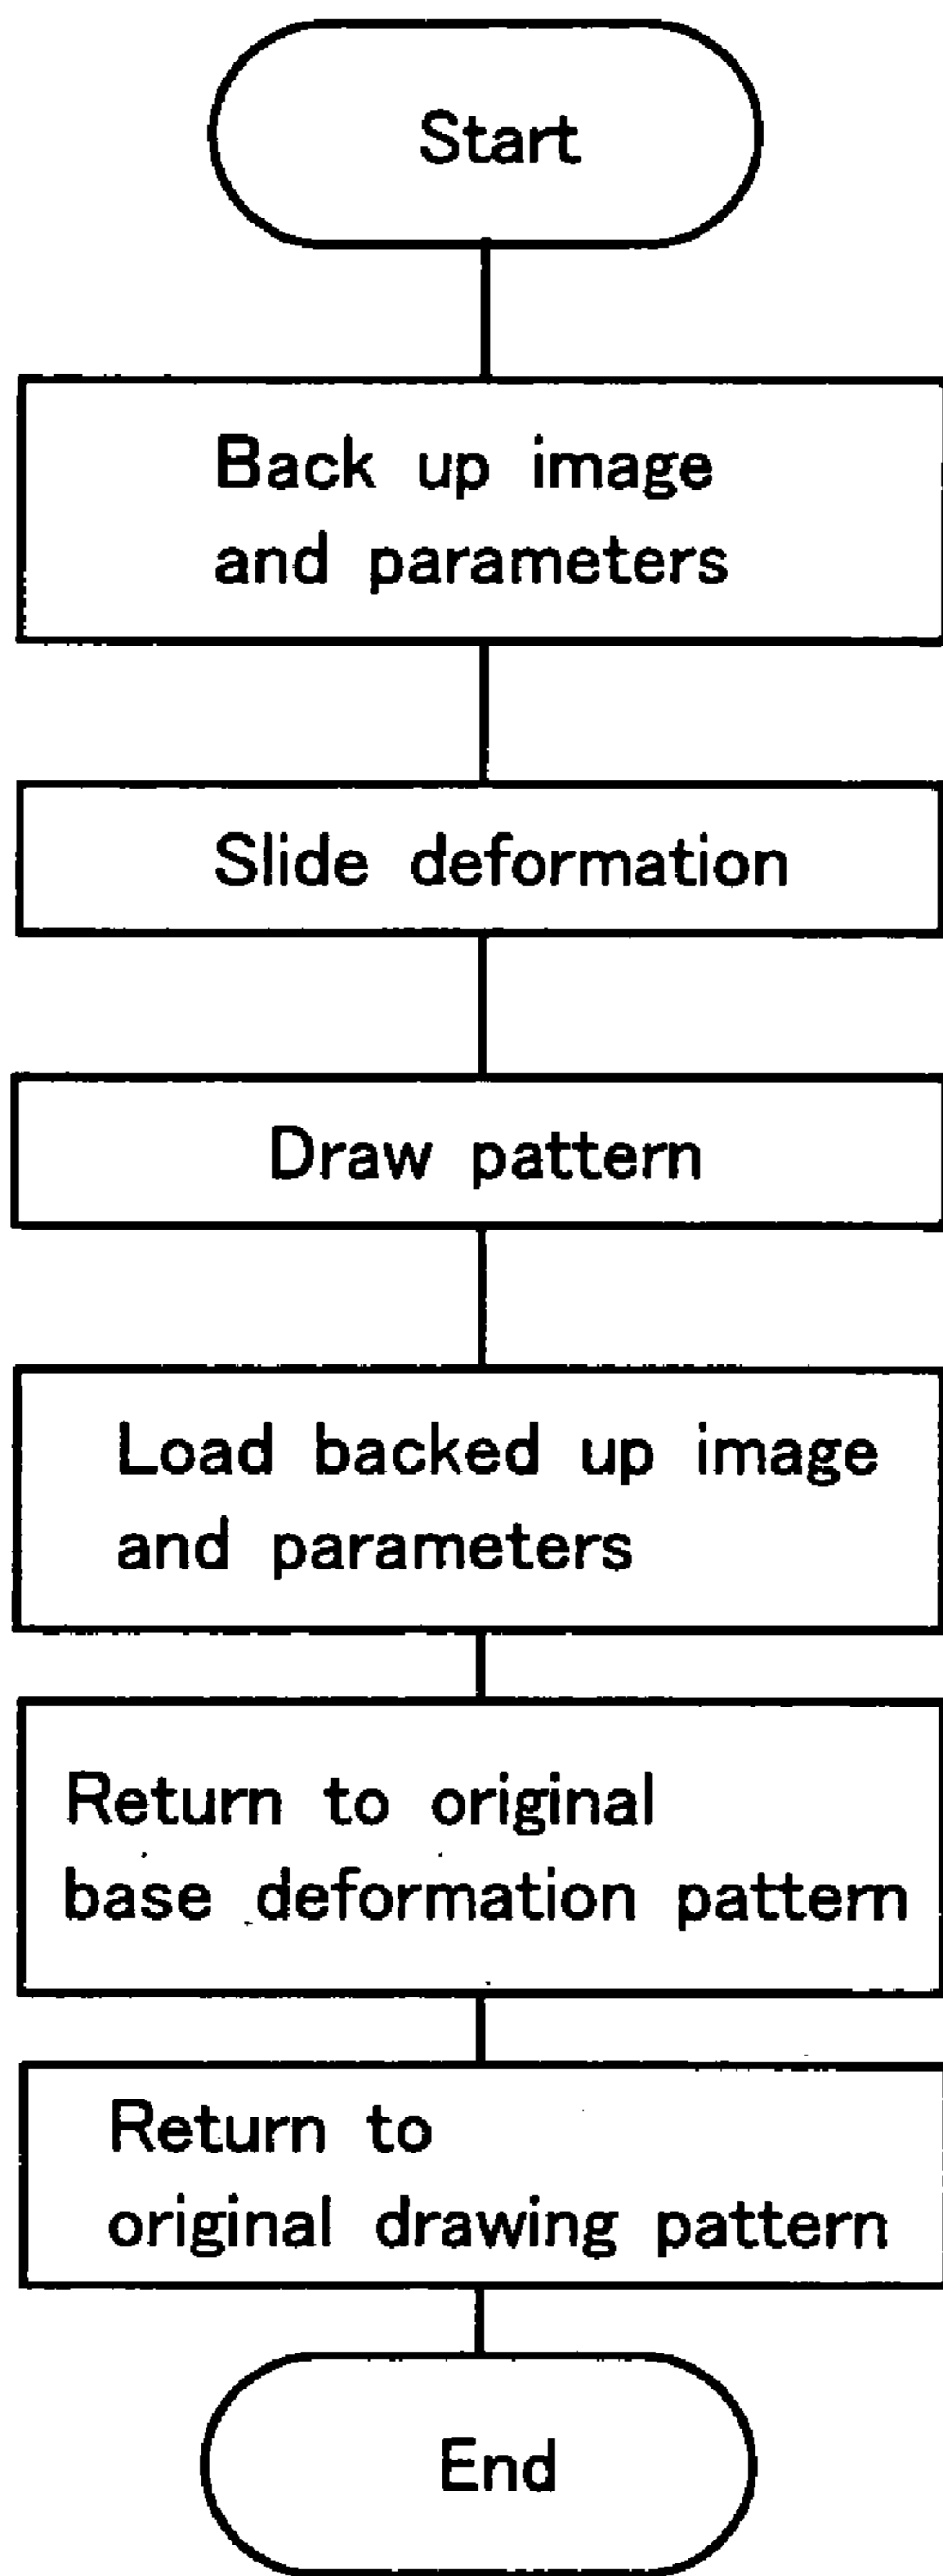 Start
Back up image
and parameters
Slide deformation
Draw pattern
Load backed up image
and parameters
Return to original
base deformation pattern
Return to
original drawing pattern
End